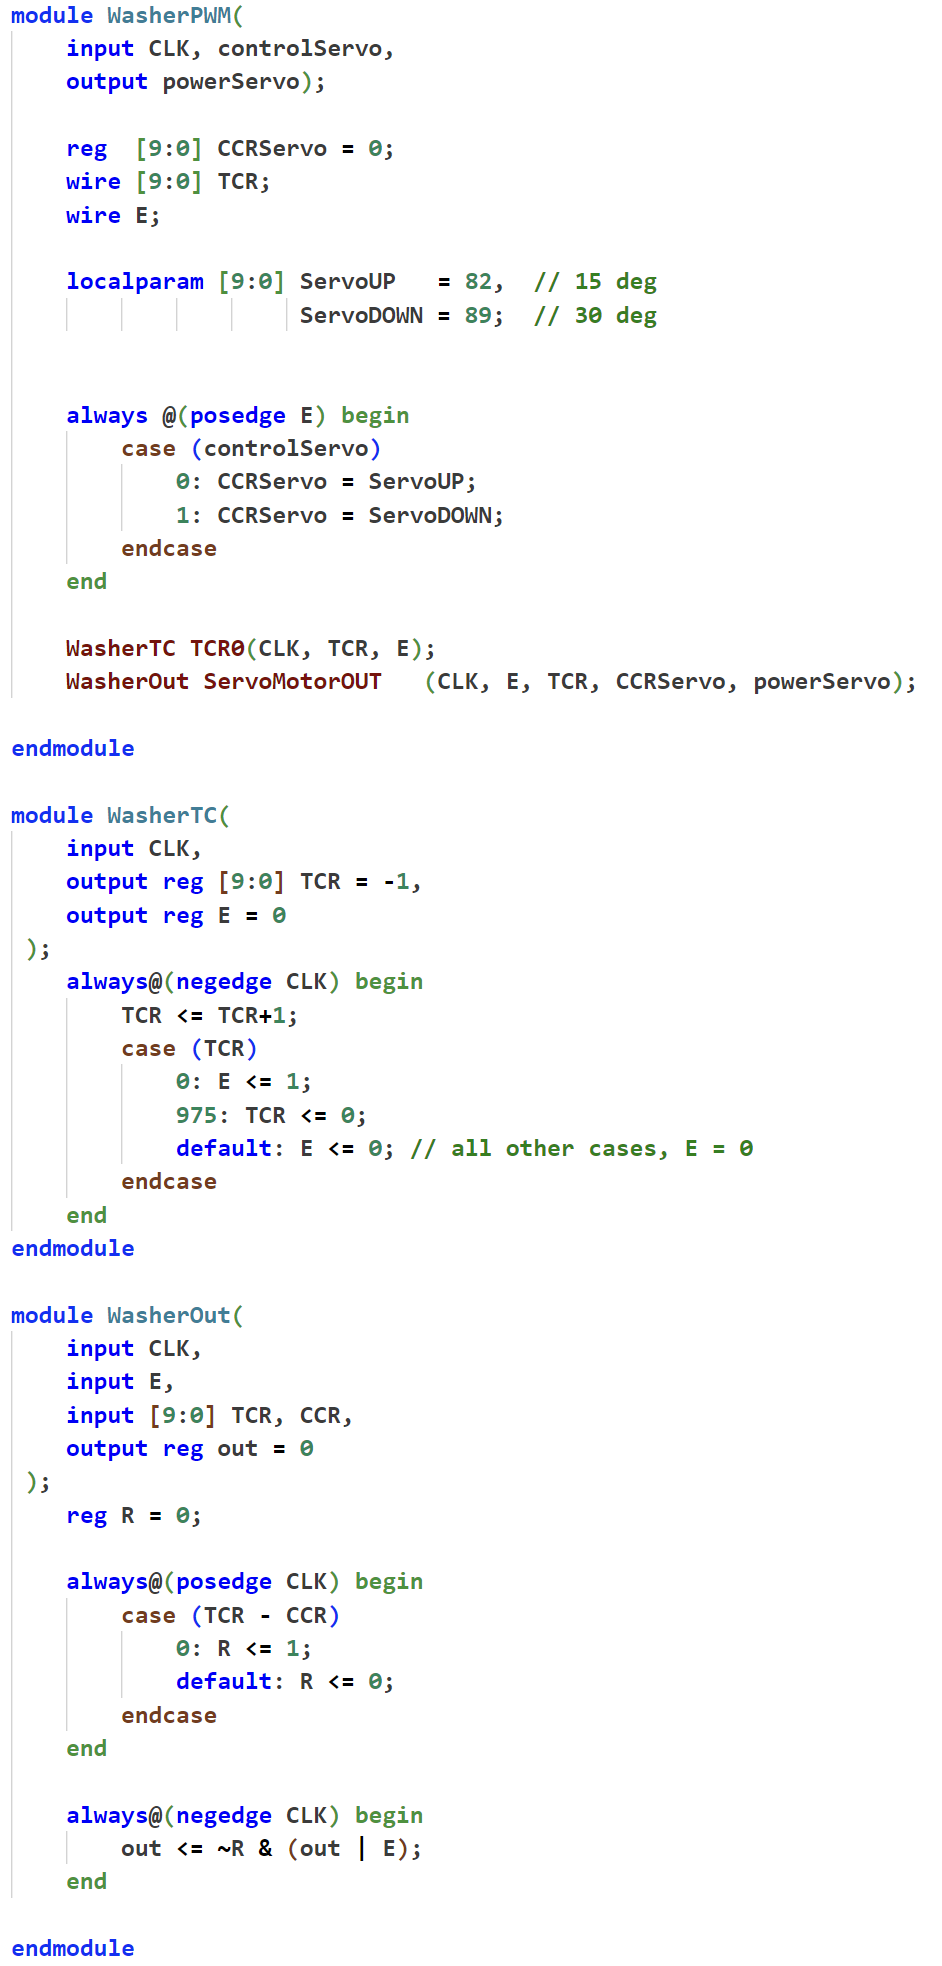 module WasherPWM(
    input CLK, controlServo,
    output powerServo);
    reg  [9:0] CCRServo = 0;
    wire [9:0] TCR;
    wire E;
    localparam [9:0] ServoUP   = 82,  // 15 deg
                     ServoDOWN = 89;  // 30 deg
    always @(posedge E) begin
        case (controlServo)
            0: CCRServo = ServoUP;
            1: CCRServo = ServoDOWN;
        endcase
    end
    WasherTC TCR0(CLK, TCR, E);
    WasherOut ServoMotorOUT   (CLK, E, TCR, CCRServo, powerServo);
endmodule
module WasherTC(
    input CLK,
    output reg [9:0] TCR = -1,
    output reg E = 0
 );
    always@(negedge CLK) begin
        TCR <= TCR+1;
        case (TCR)
            0: E <= 1;
            975: TCR <= 0;
            default: E <= 0; // all other cases, E = 0
        endcase
    end
endmodule
module WasherOut(
    input CLK,
    input E,
    input [9:0] TCR, CCR,
    output reg out = 0
 );
    reg R = 0;
    always@(posedge CLK) begin
        case (TCR - CCR)
            0: R <= 1;
            default: R <= 0;
        endcase
    end
    always@(negedge CLK) begin
        out <= ~R & (out | E);
    end
endmodule